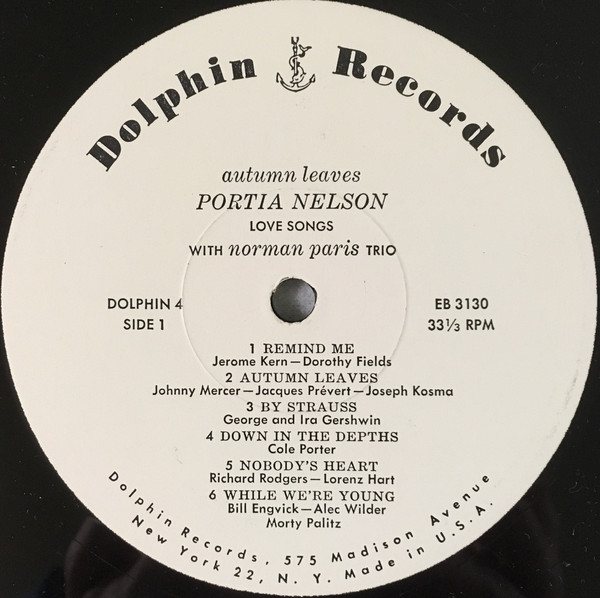 Dolphin Records
autumn leaves
PORTIA NELSON
LOVE SONGS
WITH norman paris TRIO
DOLPHIN 4
SIDE 1
EB 3130
33⅓ RPM
1 REMIND ME
Jerome Kern—Dorothy Fields
2 AUTUMN LEAVES
Johnny Mercer—Jacques Prévert—Joseph Kosma
3 BY STRAUSS
George and Ira Gershwin
4 DOWN IN THE DEPTHS
Cole Porter
5 NOBODY'S HEART
Richard Rodgers—Lorenz Hart
6 WHILE WE'RE YOUNG
Bill Engvick—Alec Wilder
Morty Palitz
Dolphin Records, 575 Madison Avenue
New York 22, N. Y. Made in U.S.A.